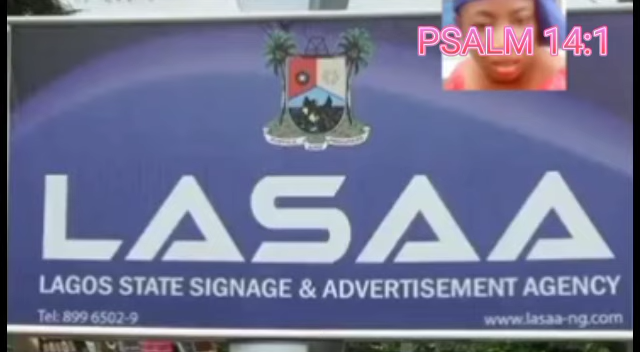 PSALM 14:1
LASAA
LAGOS STATE SIGNAGE & ADVERTISEMENT AGENCY
Tel: 899 6502-9
www.lasaa-ng.com